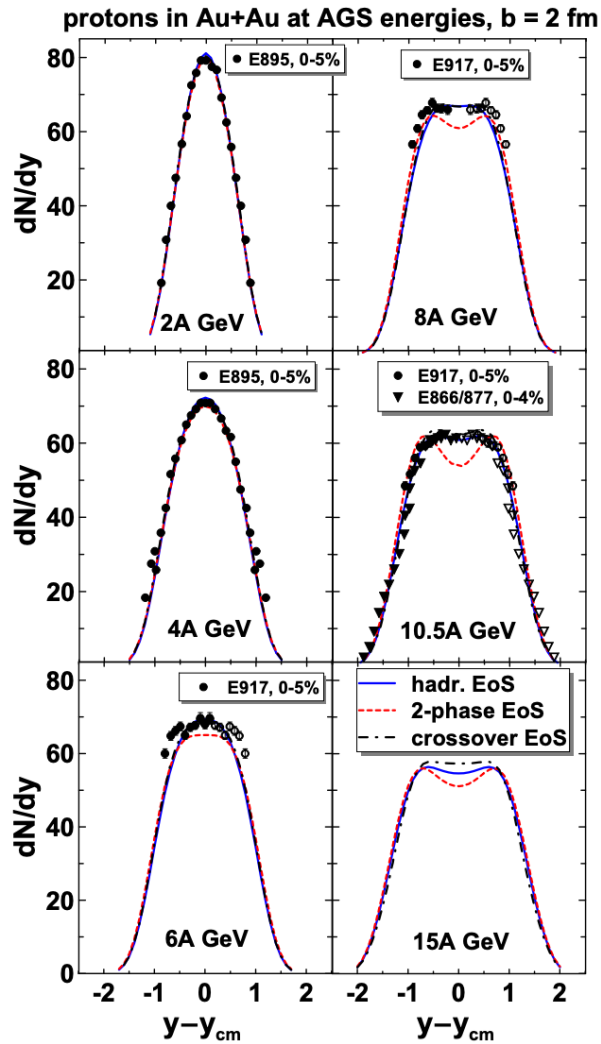 protons in Au+Au at AGS energies, b = 2 fm
80
60
40
20
dN/dy
E895, 0-5%
2A GeV
E917, 0-5%
8A GeV
80
60
40
20
dN/dy
E895, 0-5%
4A GeV
E917, 0-5%
E866/877, 0-4%
10.5A GeV
80
60
40
20
0
dN/dy
E917, 0-5%
6A GeV
hadr. EoS
2-phase EoS
crossover EoS
15A GeV
-2 -1 0 1 2
-2 -1 0 1 2
y−ycm
y−ycm